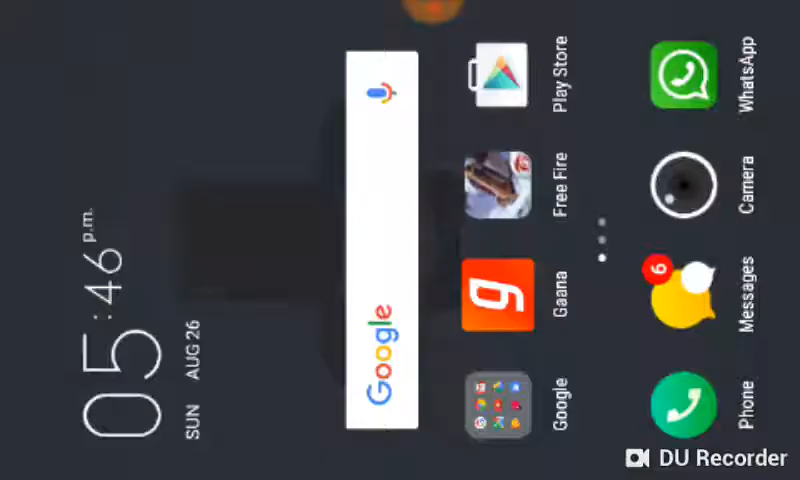 05:46 p.m.
SUN AUG 26
Google
Google
Gaana
Free Fire
Play Store
Phone
Messages
6
Camera
WhatsApp
DU Recorder